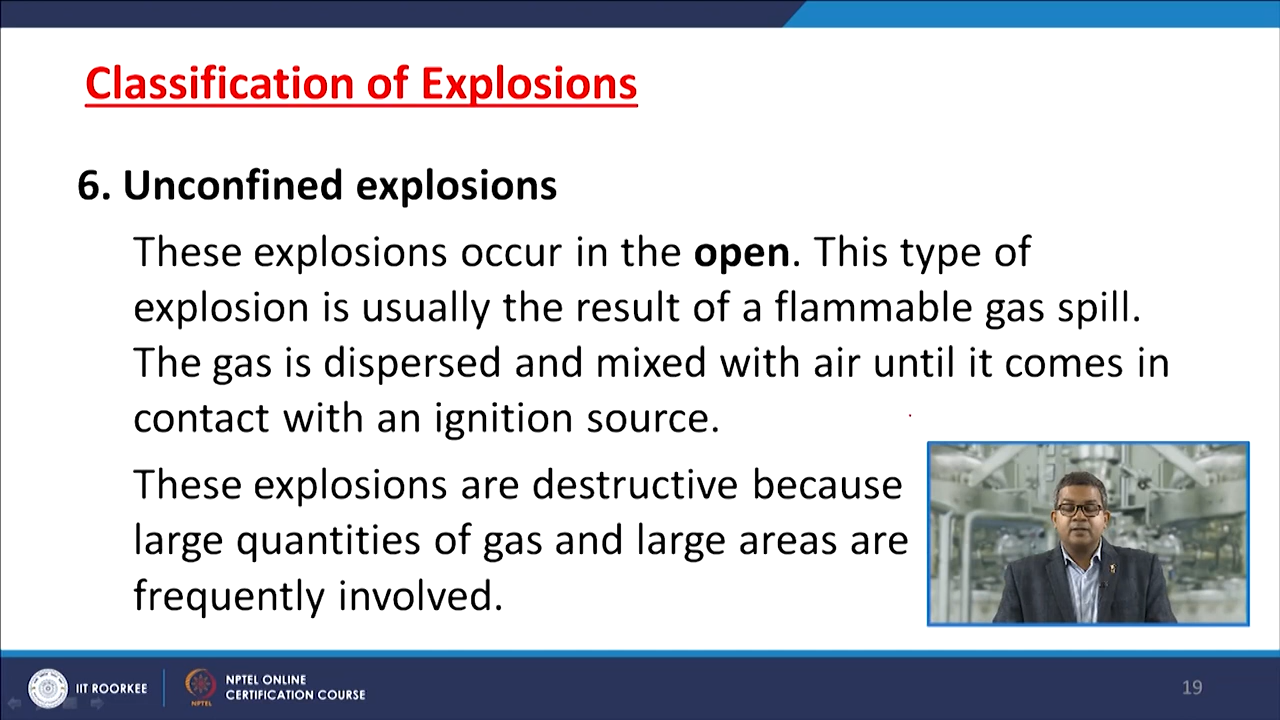 Classification of Explosions
6. Unconfined explosions
These explosions occur in the open. This type of
explosion is usually the result of a flammable gas spill.
The gas is dispersed and mixed with air until it comes in
contact with an ignition source.
These explosions are destructive because
large quantities of gas and large areas are
frequently involved.
IIT ROORKEE
NPTEL
NPTEL ONLINE
CERTIFICATION COURSE
19